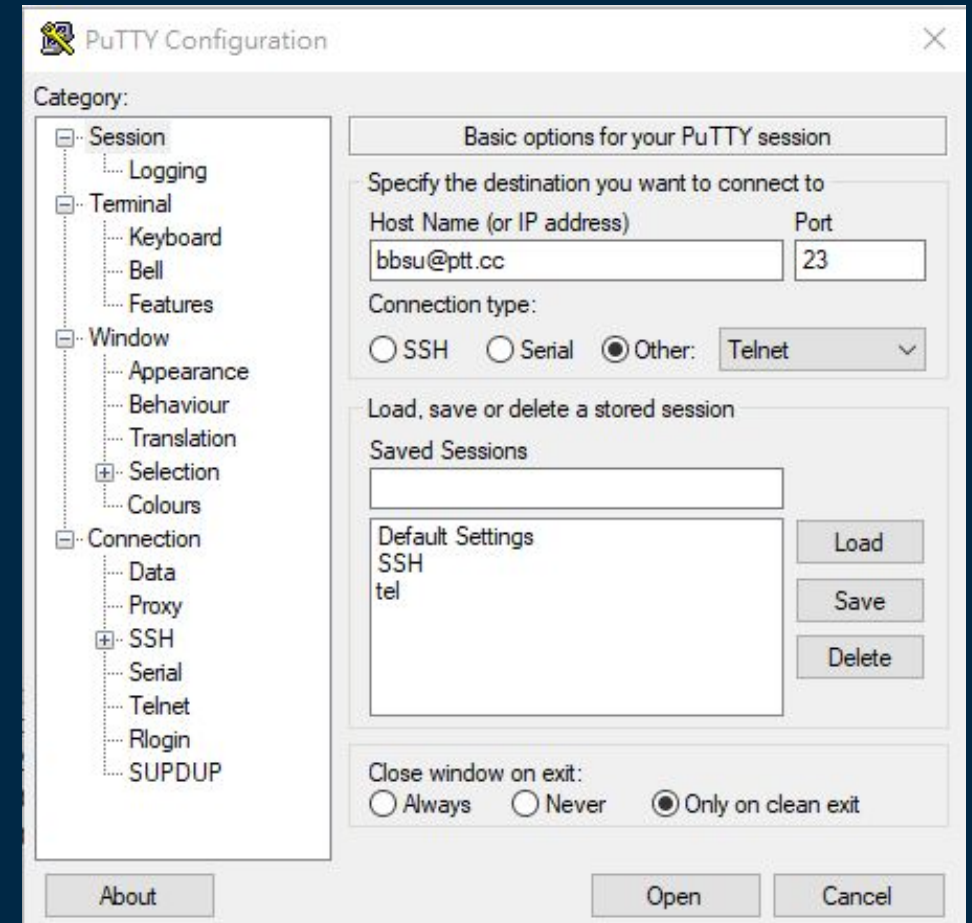 PuTTY Configuration
Category:
Session
Logging
Terminal
Keyboard
Bell
Features
Window
Appearance
Behaviour
Translation
Selection
Colours
Connection
Data
Proxy
SSH
Serial
Telnet
Rlogin
SUPDUP
Basic options for your PuTTY session
Specify the destination you want to connect to
Host Name (or IP address) Port
bbsu@ptt.cc 23
Connection type:
SSH Serial Other: Telnet
Load, save or delete a stored session
Saved Sessions
Default Settings
SSH
tel
Load
Save
Delete
Close window on exit:
Always Never Only on clean exit
About Open Cancel